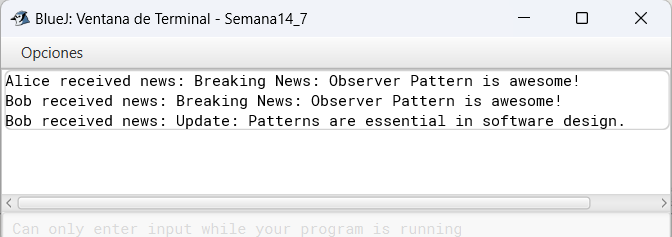 BlueJ: Ventana de Terminal - Semana14_7
Opciones
Alice received news: Breaking News: Observer Pattern is awesome!
Bob received news: Breaking News: Observer Pattern is awesome!
Bob received news: Update: Patterns are essential in software design.
Can only enter input while your program is running